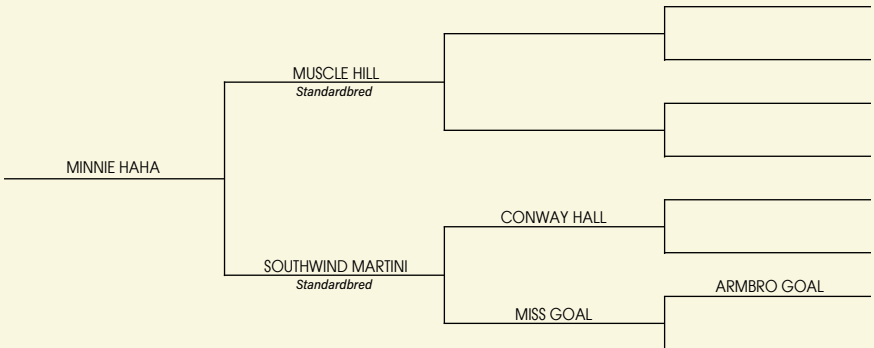 MUSCLE HILL
Standardbred
MINNIE HAHA
CONWAY HALL
SOUTHWIND MARTINI
Standardbred
ARMBRO GOAL
MISS GOAL